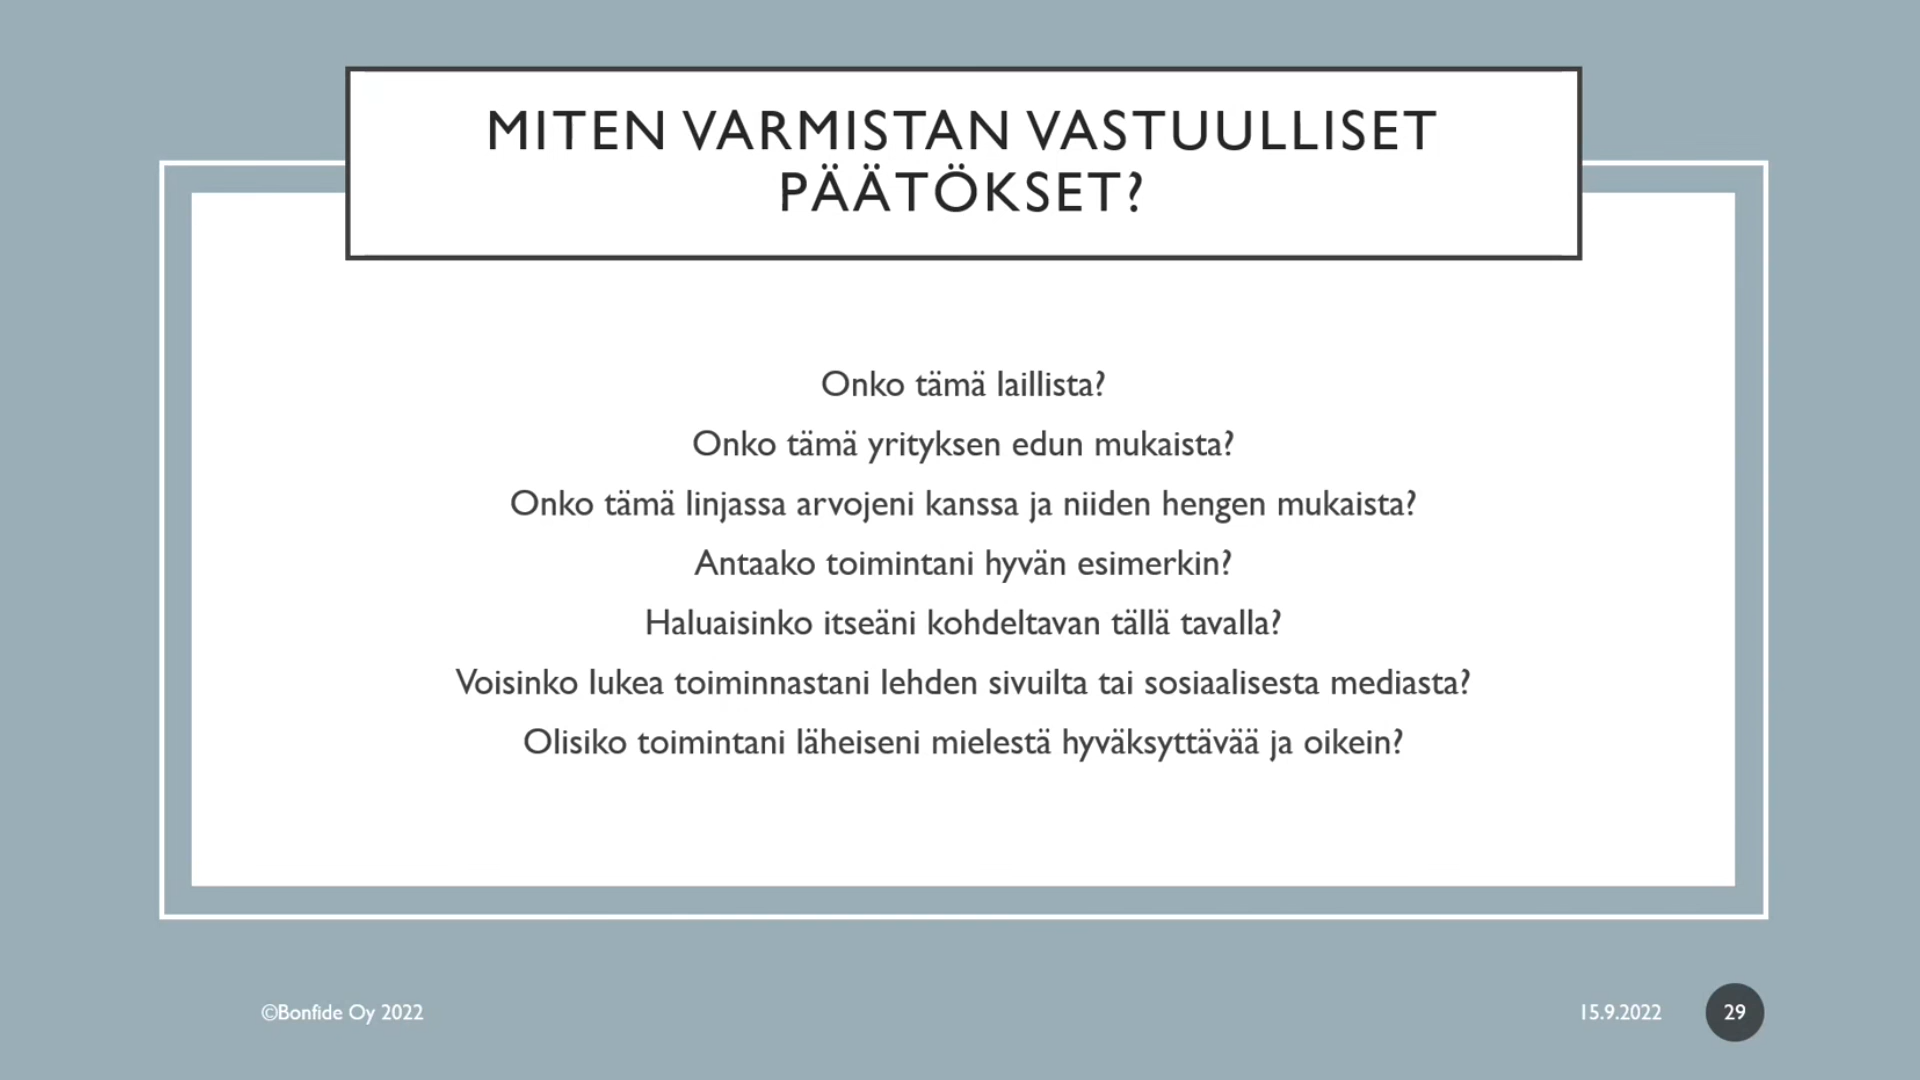 MITEN VARMISTAN VASTUULLISET
PÄÄTÖKSET?
Onko tämä laillista?
Onko tämä yrityksen edun mukaista?
Onko tämä linjassa arvojeni kanssa ja niiden hengen mukaista?
Antaako toimintani hyvän esimerkin?
Haluaisinko itseäni kohdeltavan tällä tavalla?
Voisinko lukea toiminnastani lehden sivuilta tai sosiaalisesta mediasta?
Olisiko toimintani läheiseni mielestä hyväksyttävää ja oikein?
©Bonfide Oy 2022
15.9.2022
29